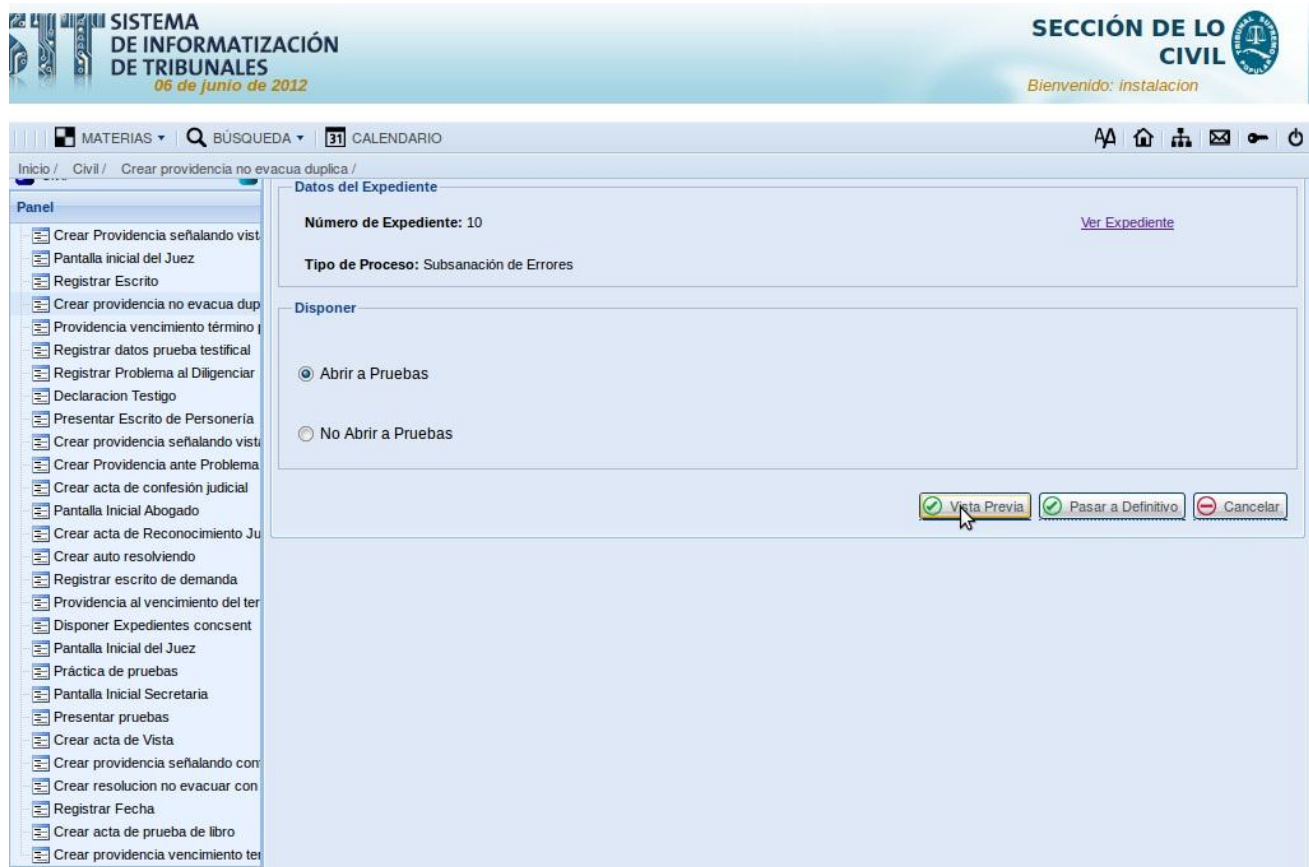 SISTEMA
DE INFORMATIZACIÓN
DE TRIBUNALES
06 de junio de 2012
SECCIÓN DE LO
CIVIL
TRIBUNAL SUPREMO POPULAR
Bienvenido: instalacion
MATERIAS BÚSQUEDA 31 CALENDARIO
Inicio / Civil / Crear providencia no evacua duplica /
Panel
Crear Providencia señalando vist
Pantalla inicial del Juez
Registrar Escrito
Crear providencia no evacua dup
Providencia vencimiento término
Registrar datos prueba testifical
Registrar Problema al Diligenciar
Declaracion Testigo
Presentar Escrito de Personería
Crear providencia señalando vist
Crear Providencia ante Problema
Crear acta de confesión judicial
Pantalla Inicial Abogado
Crear acta de Reconocimiento Ju
Crear auto resolviendo
Registrar escrito de demanda
Providencia al vencimiento del ter
Disponer Expedientes concsent
Pantalla Inicial del Juez
Práctica de pruebas
Pantalla Inicial Secretaria
Presentar pruebas
Crear acta de Vista
Crear providencia señalando con
Crear resolucion no evacuar con
Registrar Fecha
Crear acta de prueba de libro
Crear providencia vencimiento ter
Datos del Expediente
Número de Expediente: 10 Ver Expediente
Tipo de Proceso: Subsanación de Errores
Disponer
Abrir a Pruebas
No Abrir a Pruebas
Vista Previa Pasar a Definitivo Cancelar